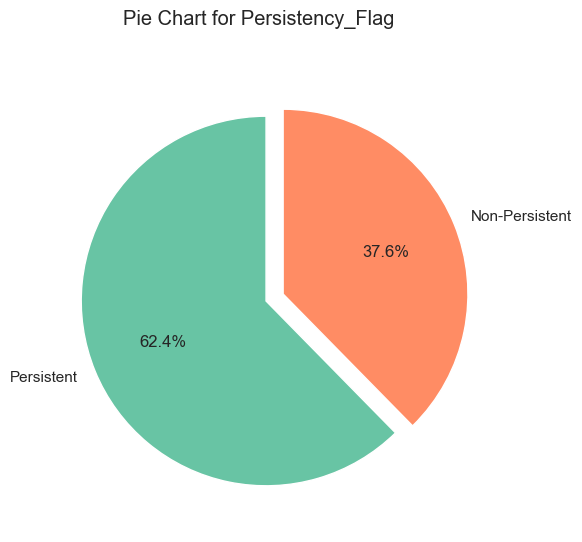 Pie Chart for Persistency_Flag
Non-Persistent
37.6%
62.4%
Persistent